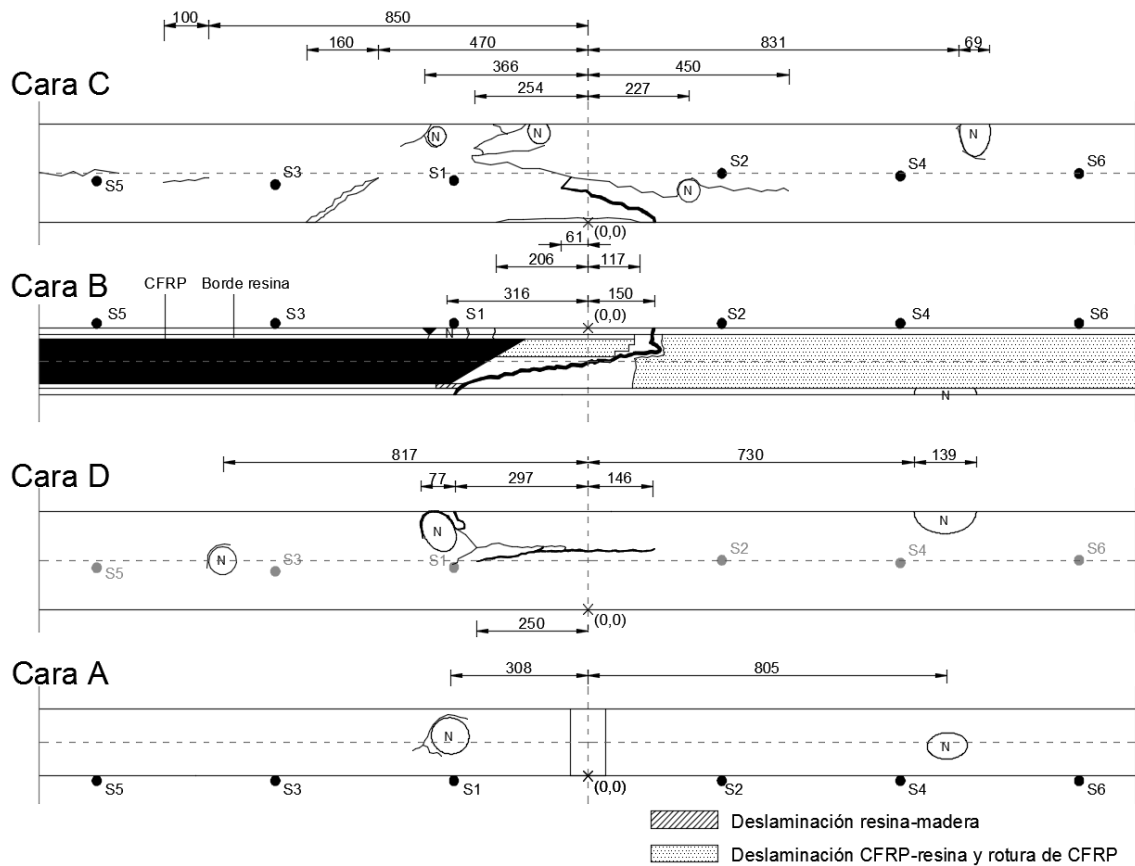 100 850
160 470 831 69
366 450
Cara C 254 227
N N N
S5 S3 S1 S2 S4 S6
N
(0,0)
61
206 117
Cara B CFRP Borde resina 316 150
S5 S3 S1 (0,0) S2 S4 S6
N
N
Cara D 817 730 139
77 297 146
N N
N S3 S1 S2 S4 S6
S5
(0,0)
250
Cara A
308 805
N N
(0,0)
S5 S3 S1 S2 S4 S6
Deslaminación resina-madera
Deslaminación CFRP-resina y rotura de CFRP